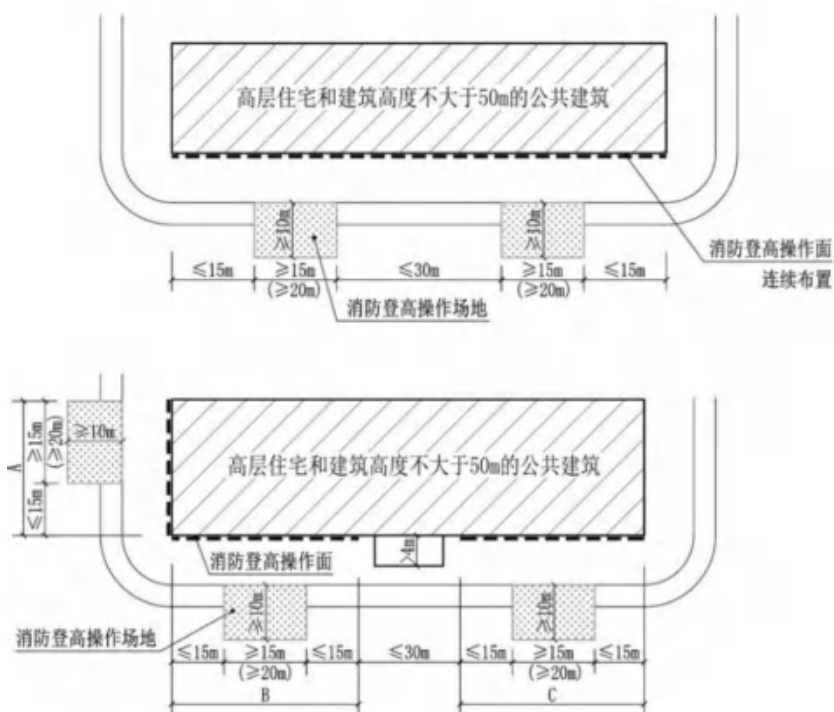 高层住宅和建筑高度不大于50m的公共建筑
≥10m
≥10m
消防登高操作面
连续布置
≤15m
≥15m
(≥20m)
≤30m
≥15m
(≥20m)
≤15m
消防登高操作场地
A
≥15m
(≥20m)
≥10m
≤15m
高层住宅和建筑高度不大于50m的公共建筑
>4m
消防登高操作面
≥10m
≥10m
消防登高操作场地
≤15m
≥15m
(≥20m)
≤15m
≤30m
≤15m
≥15m
(≥20m)
≤15m
B
C